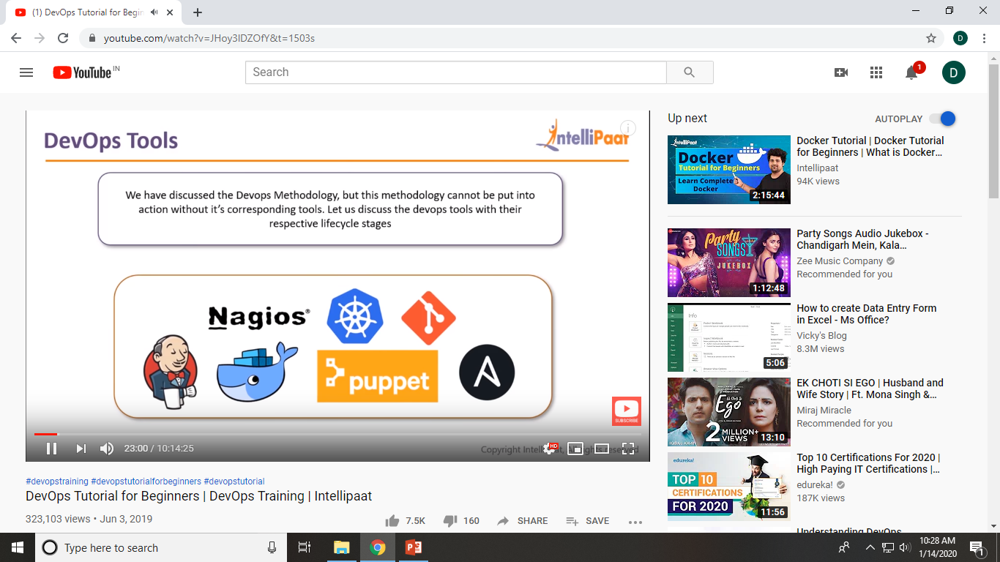 (1) DevOps Tutorial for Begin
youtube.com/watch?v=JHoy3IDZOfY&t=1503s
D
YouTube IN
Search
1
D
DevOps Tools
IntelliPaat
We have discussed the Devops Methodology, but this methodology cannot be put into
action without it's corresponding tools. Let us discuss the devops tools with their
respective lifecycle stages
Nagios®
puppet
A
SUBSCRIBE
23:00 / 10:14:25
HD
Copyright Intellipaat, All rights reserved
#devopstraining #devopstutorialforbeginners #devopstutorial
DevOps Tutorial for Beginners | DevOps Training | Intellipaat
323,103 views • Jun 3, 2019
7.5K
160
SHARE
SAVE
Up next
AUTOPLAY
IntelliPaat
Docker
Tutorial for Beginners
Learn Complete
Docker
2:15:44
Docker Tutorial | Docker Tutorial
for Beginners | What is Docker...
Intellipaat
94K views
Party
SONGS
JUKEBOX
1:12:48
Party Songs Audio Jukebox -
Chandigarh Mein, Kala...
Zee Music Company
Recommended for you
Info
5:06
How to create Data Entry Form
in Excel - Ms Office?
Vicky's Blog
8.3M views
Ego
2 MILLION+
VIEWS
IQBAL KHAN
13:10
EK CHOTI SI EGO | Husband and
Wife Story | Ft. Mona Singh &...
Miraj Miracle
Recommended for you
edureka!
TOP 10
CERTIFICATIONS
FOR 2020
11:56
Top 10 Certifications For 2020 |
High Paying IT Certifications |...
edureka!
187K views
Understanding DevOps
Type here to search
10:28 AM
1/14/2020
1